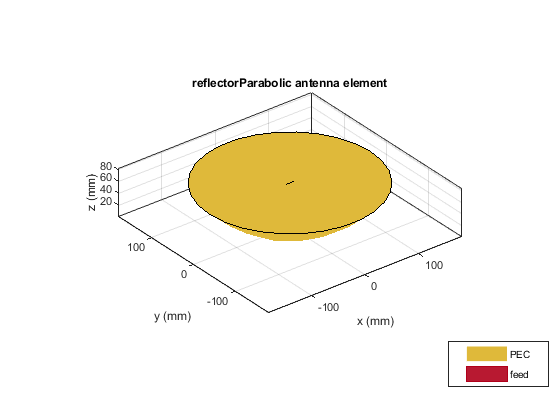 reflectorParabolic antenna element
80
60
40
20
z (mm)
100
0
-100
y (mm)
-100
0
100
x (mm)
PEC
feed